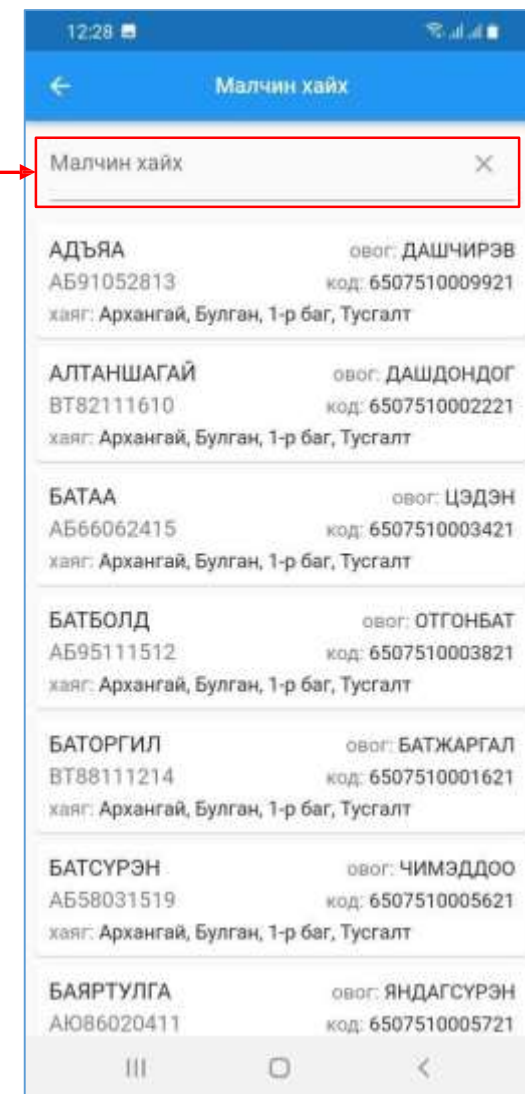 12:28
Малчин хайх
Малчин хайх
АДЪЯА овог: ДАШЧИРЭВ
АБ91052813 код: 6507510009921
хаяг: Архангай, Булган, 1-р баг, Тусгалт
АЛТАНШАГАЙ овог: ДАШДОНДОГ
ВТ82111610 код: 6507510002221
хаяг: Архангай, Булган, 1-р баг, Тусгалт
БАТАА овог: ЦЭДЭН
АБ66062415 код: 6507510003421
хаяг: Архангай, Булган, 1-р баг, Тусгалт
БАТБОЛД овог: ОТГОНБАТ
АБ95111512 код: 6507510003821
хаяг: Архангай, Булган, 1-р баг, Тусгалт
БАТОРГИЛ овог: БАТЖАРГАЛ
ВТ88111214 код: 6507510001621
хаяг: Архангай, Булган, 1-р баг, Тусгалт
БАТСҮРЭН овог: ЧИМЭДДОО
АБ58031519 код: 6507510005621
хаяг: Архангай, Булган, 1-р баг, Тусгалт
БАЯРТУЛГА овог: ЯНДАГСҮРЭН
АЮ86020411 код: 6507510005721